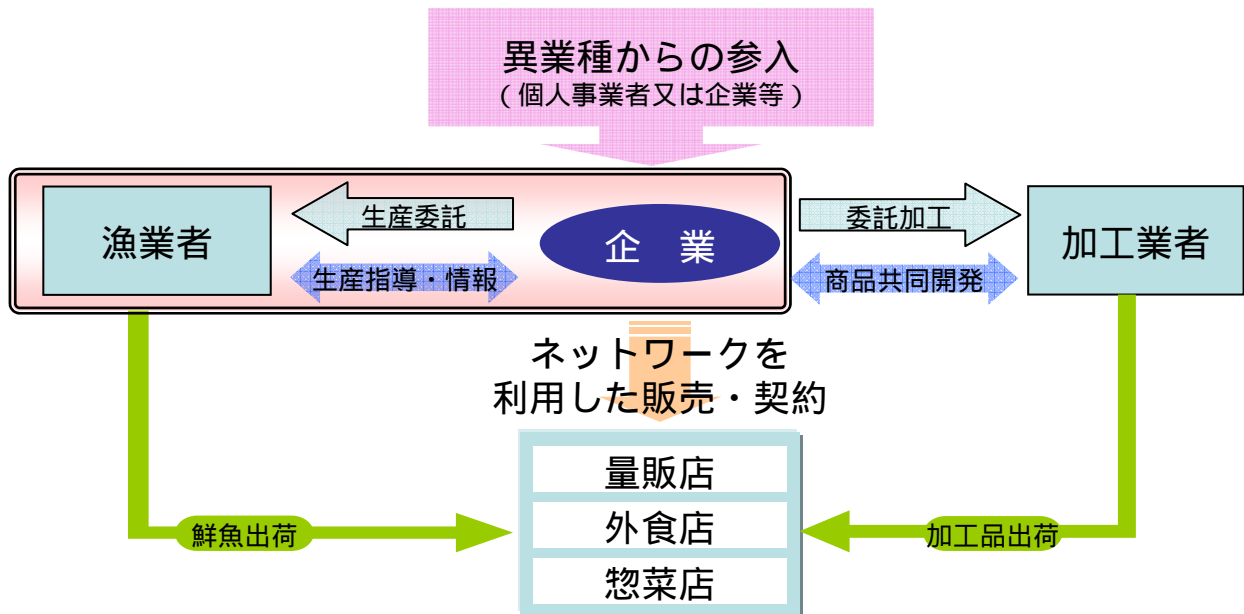 異業種からの参入
（個人事業者又は企業等）
漁業者
生産委託
企　業
委託加工
加工業者
生産指導・情報
商品共同開発
ネットワークを
利用した販売・契約
量販店
外食店
惣菜店
鮮魚出荷
加工品出荷